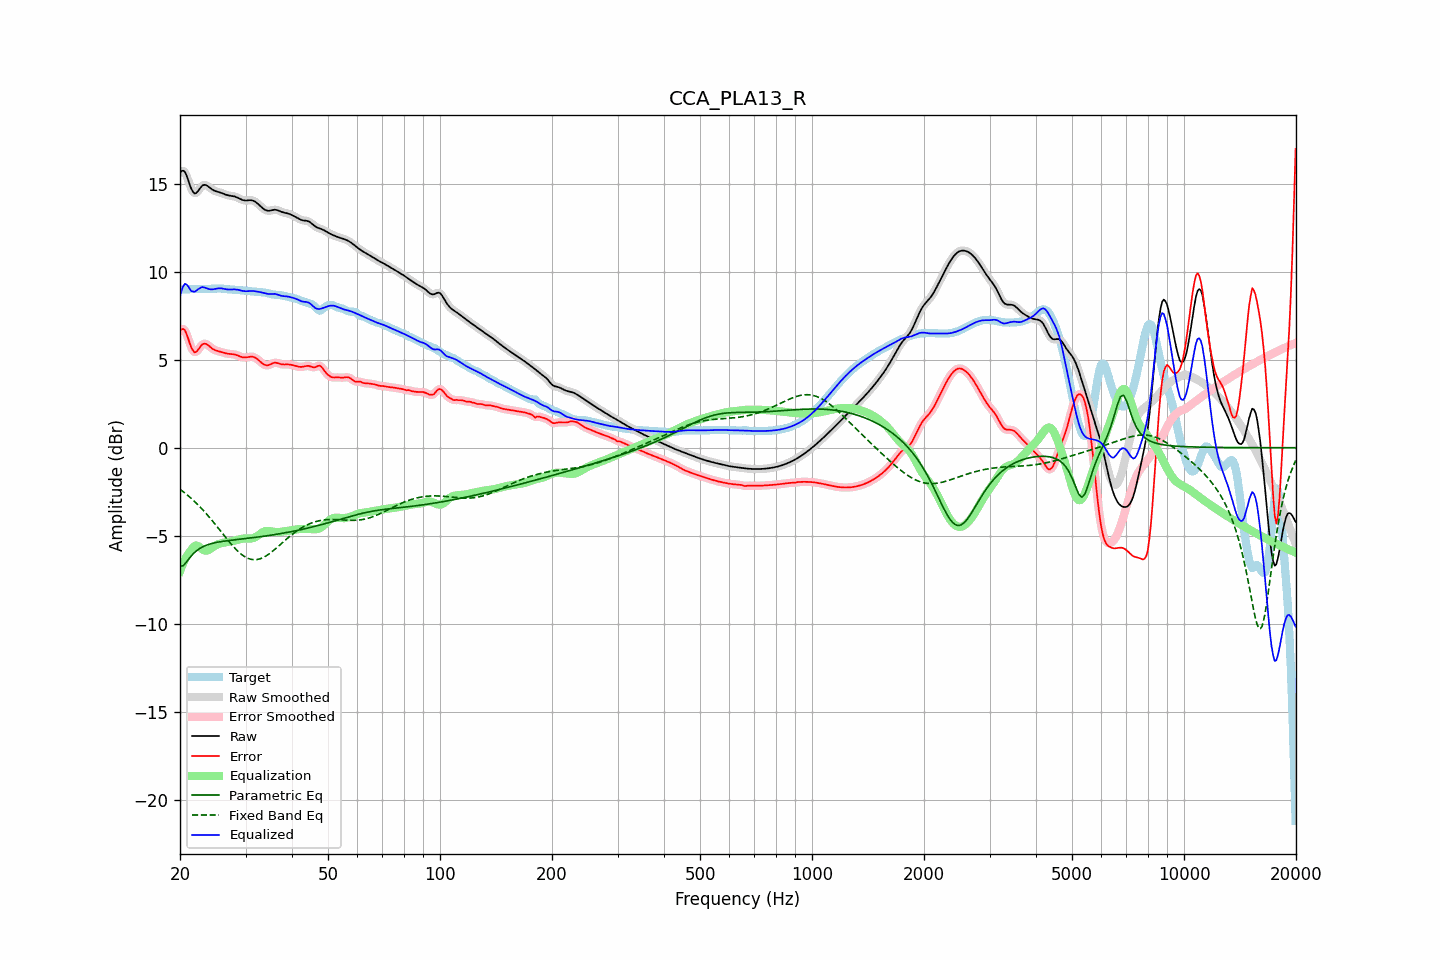 CCA_PLA13_R
Amplitude (dBr)
15
10
5
0
−5
−10
−15
−20
Target
Raw Smoothed
Error Smoothed
Raw
Error
Equalization
Parametric Eq
Fixed Band Eq
Equalized
20 50 100 200 500 1000 2000 5000 10000 20000
Frequency (Hz)